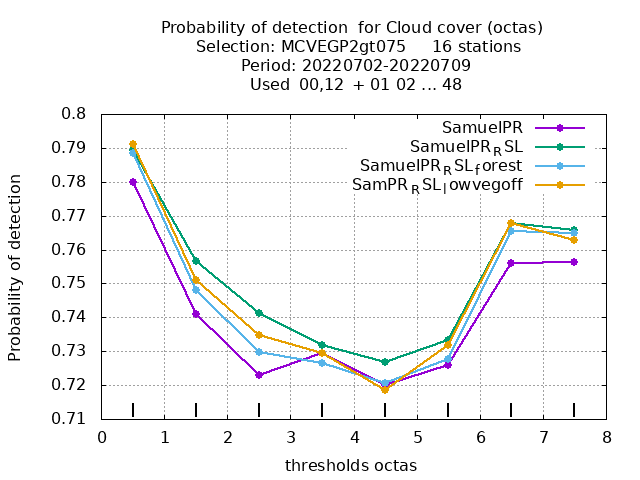 Probability of detection  for Cloud cover (octas)
Selection: MCVEGP2gt075     16 stations
Period: 20220702-20220709
Used  00,12  + 01 02 ... 48
SamuelPR
SamuelPR_RSL
SamuelPR_RSL_forest
SamPR_RSL_lowvegoff
Probability of detection
0.8
0.79
0.78
0.77
0.76
0.75
0.74
0.73
0.72
0.71
0 1 2 3 4 5 6 7 8
thresholds octas